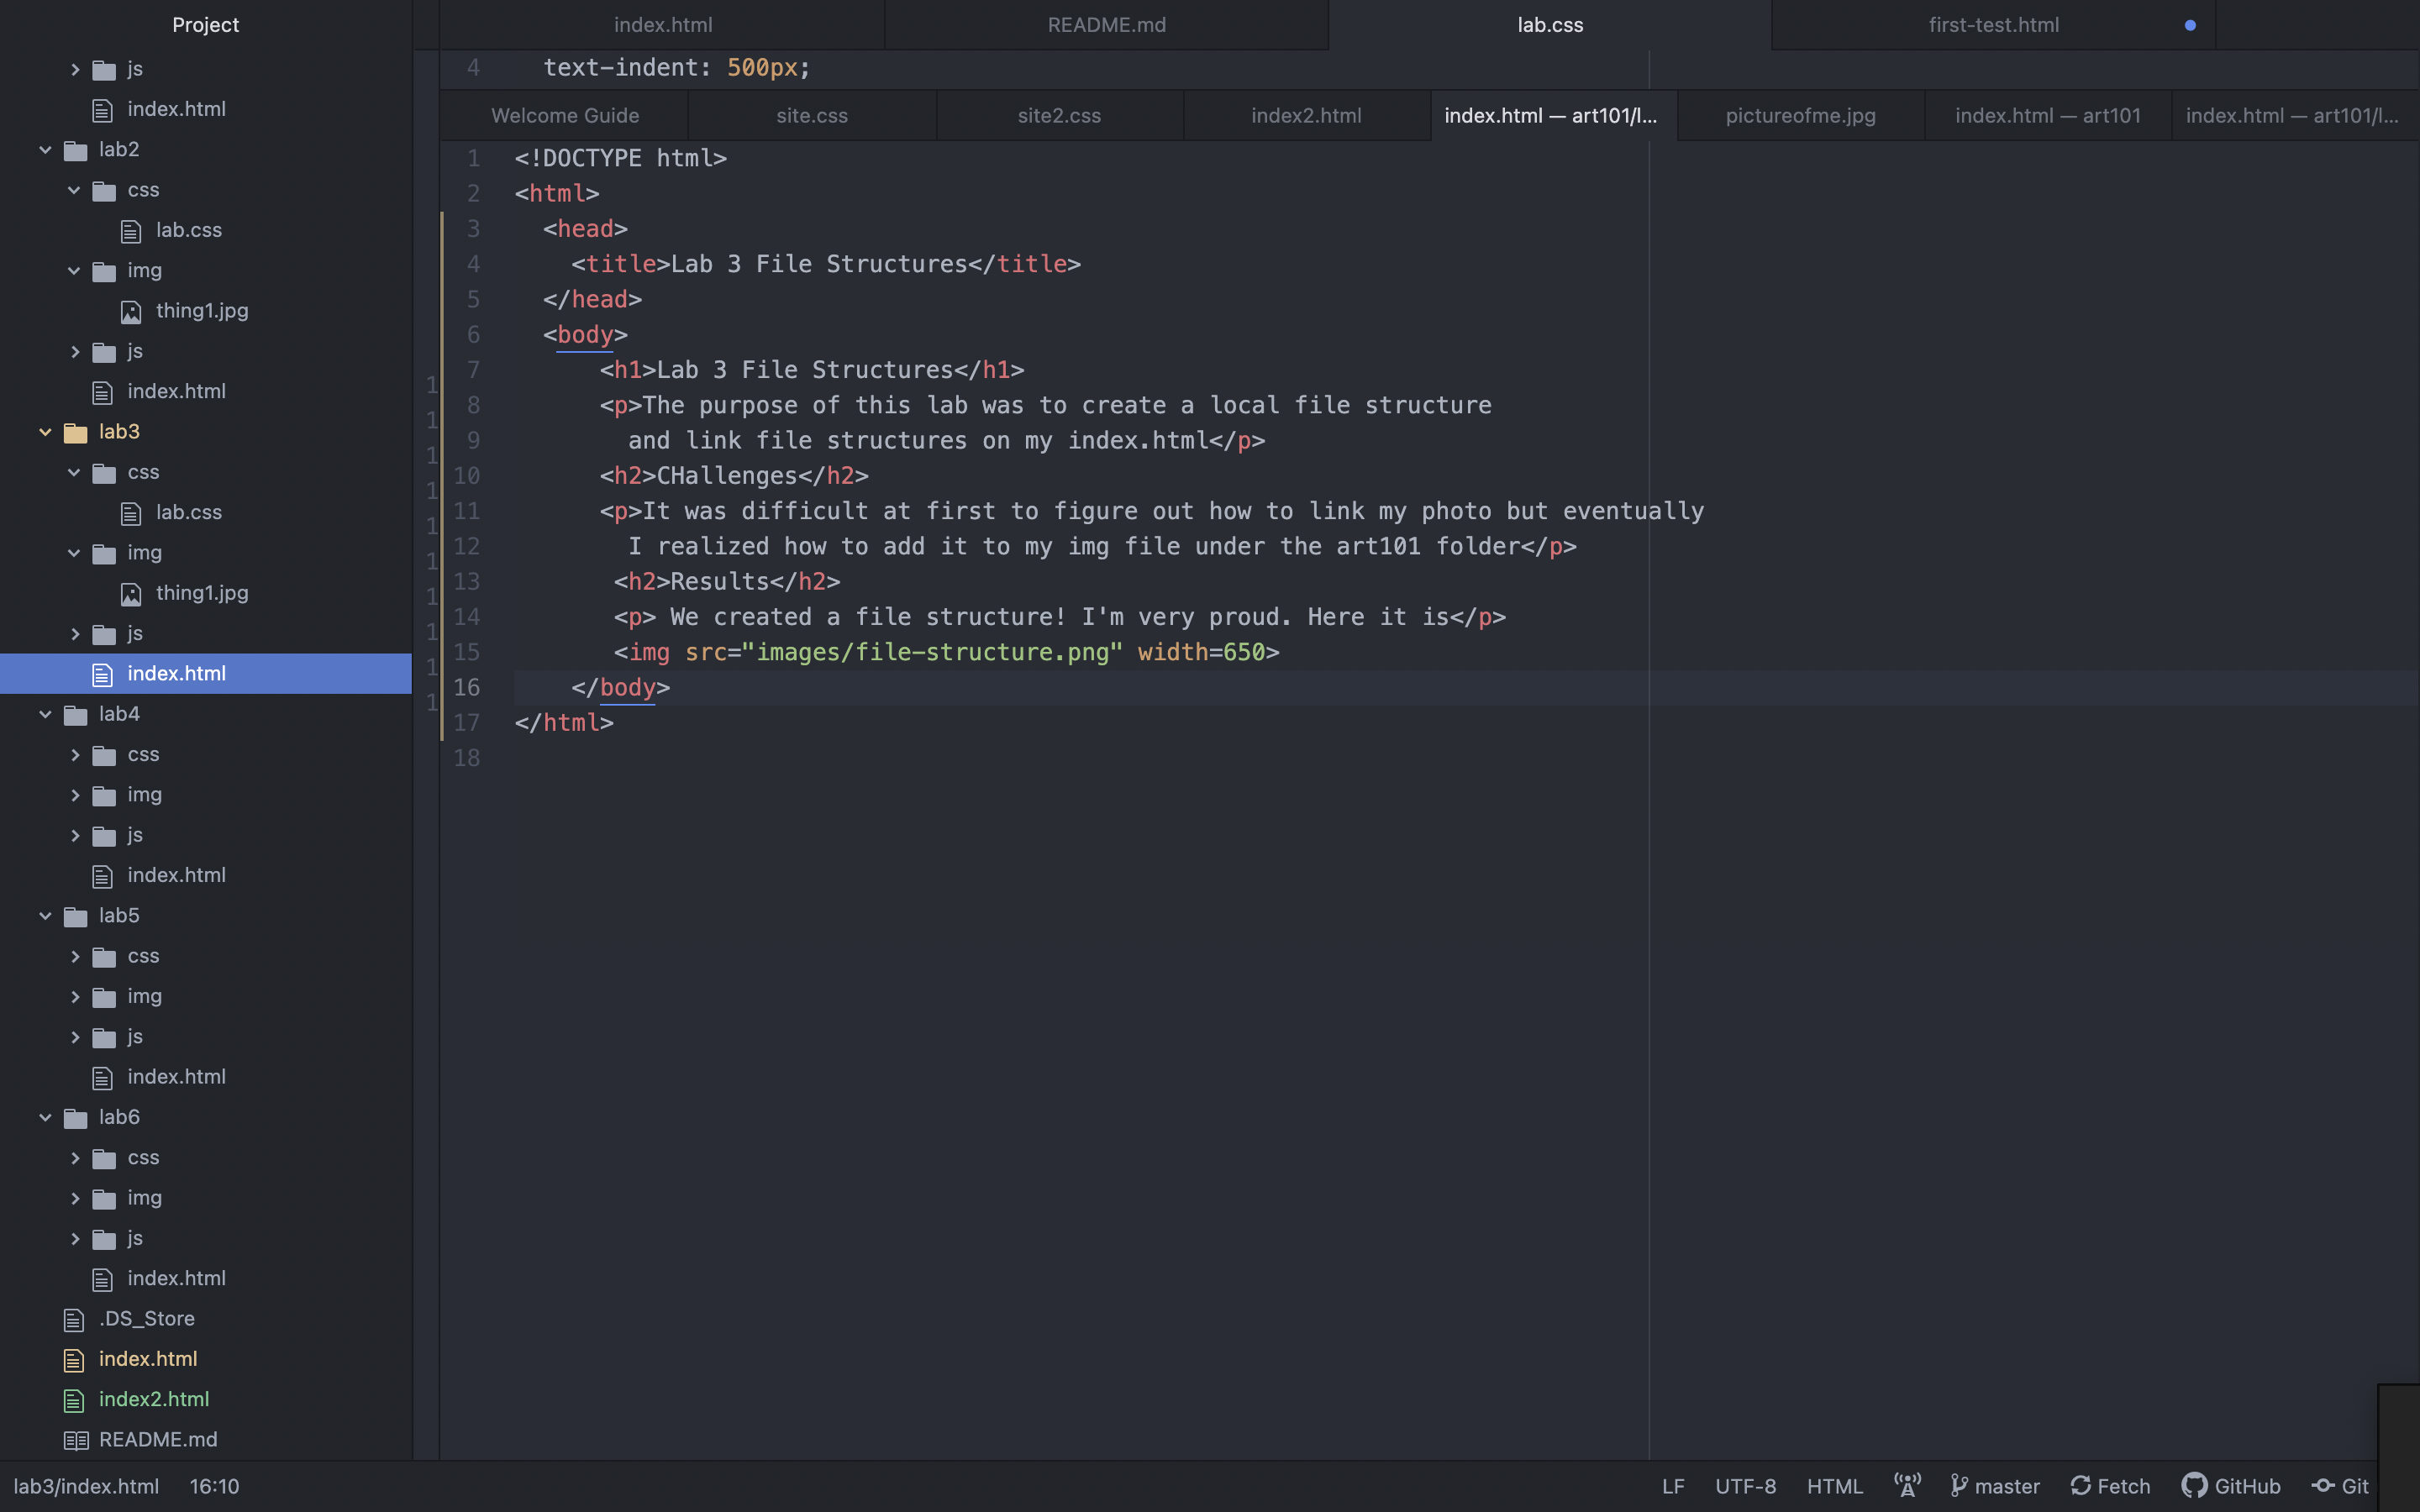 Project
js
index.html
lab2
css
lab.css
img
thing1.jpg
js
index.html
lab3
css
lab.css
img
thing1.jpg
js
index.html
lab4
css
img
js
index.html
lab5
css
img
js
index.html
lab6
css
img
js
index.html
.DS_Store
index.html
index2.html
README.md
index.html README.md lab.css first-test.html
4 text-indent: 500px;
Welcome Guide site.css site2.css index2.html index.html — art101/l... pictureofme.jpg index.html — art101 index.html — art101/l...
1 <!DOCTYPE html>
2 <html>
3 <head>
4 <title>Lab 3 File Structures</title>
5 </head>
6 <body>
7 <h1>Lab 3 File Structures</h1>
1
8 <p>The purpose of this lab was to create a local file structure
1
9 and link file structures on my index.html</p>
1
10 <h2>CHallenges</h2>
1
11 <p>It was difficult at first to figure out how to link my photo but eventually
1
12 I realized how to add it to my img file under the art101 folder</p>
1
13 <h2>Results</h2>
1
14 <p> We created a file structure! I'm very proud. Here it is</p>
1
15 <img src="images/file-structure.png" width=650>
1
16 </body>
1
17 </html>
18
lab3/index.html 16:10 LF UTF-8 HTML master Fetch GitHub Git